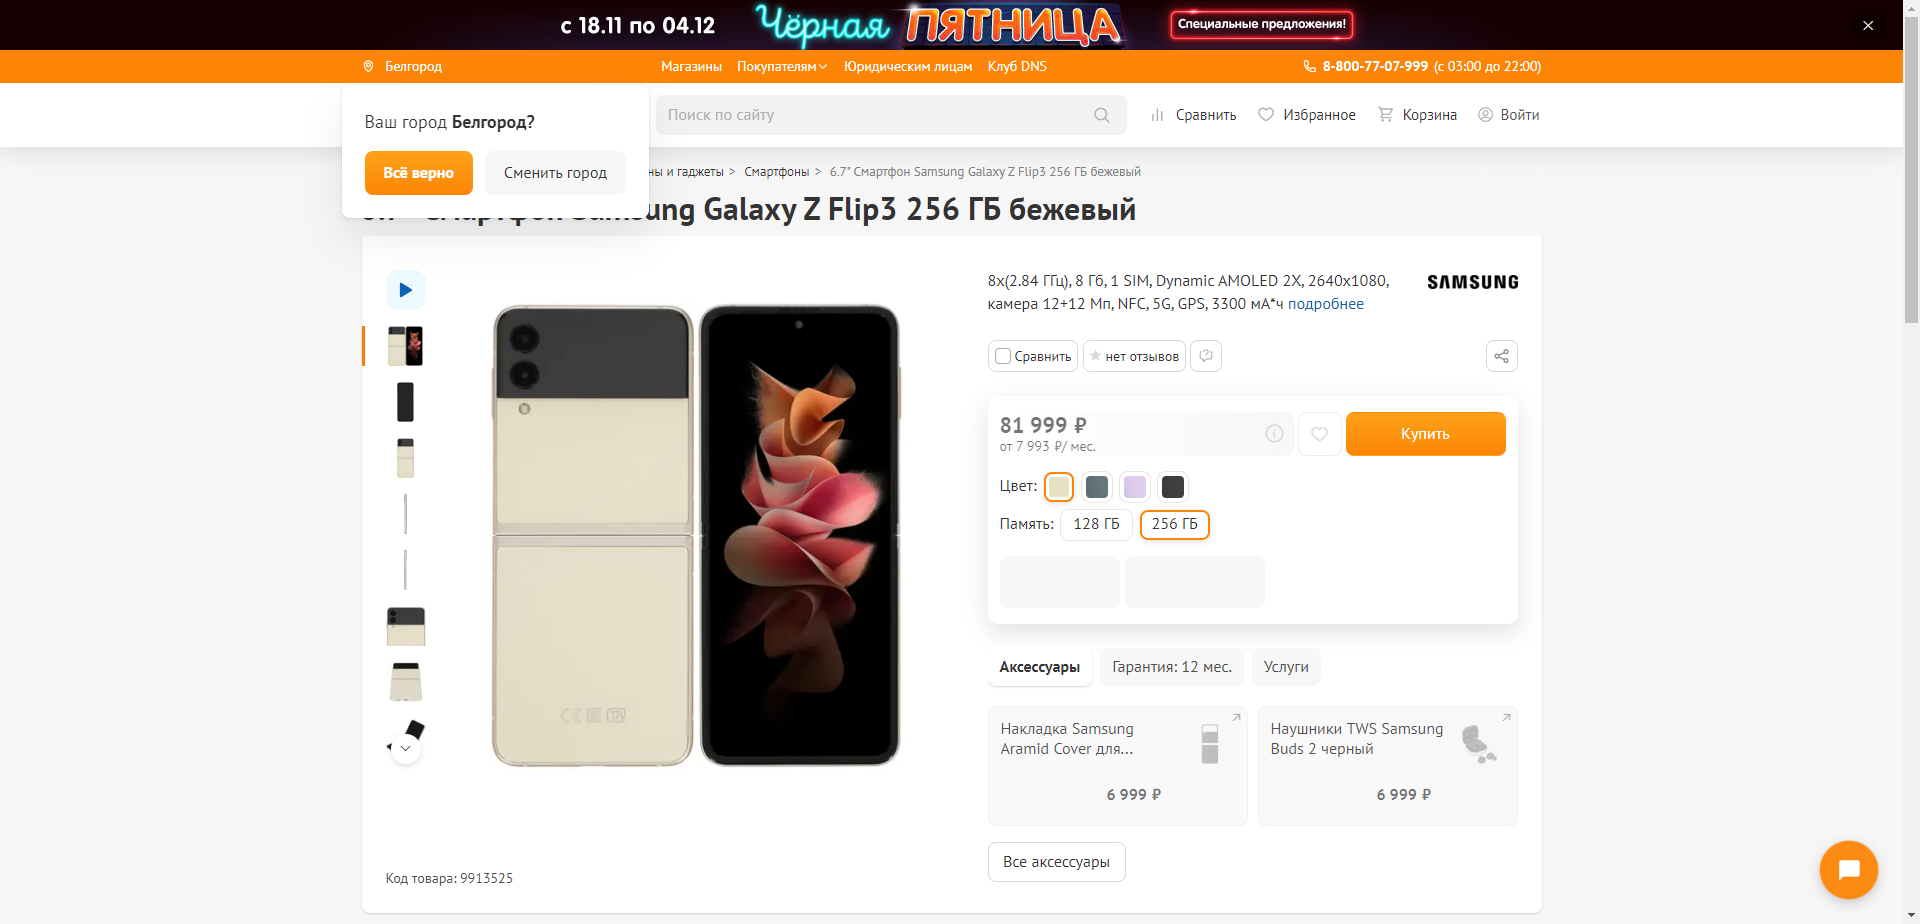 с 18.11 по 04.12
Чёрная ПЯТНИЦА
Специальные предложения!
Белгород
Магазины
Покупателям
Юридическим лицам
Клуб DNS
8-800-77-07-999 (с 03:00 до 22:00)
Ваш город Белгород?
Всё верно
Сменить город
Поиск по сайту
Сравнить
Избранное
Корзина
Войти
ны и гаджеты > Смартфоны > 6.7" Смартфон Samsung Galaxy Z Flip3 256 ГБ бежевый
Samsung Galaxy Z Flip3 256 ГБ бежевый
8x(2.84 ГГц), 8 Гб, 1 SIM, Dynamic AMOLED 2X, 2640x1080,
камера 12+12 Мп, NFC, 5G, GPS, 3300 мА*ч подробнее
SAMSUNG
Сравнить
нет отзывов
81 999 ₽
от 7 993 ₽/ мес.
Купить
Цвет:
Память:
128 ГБ
256 ГБ
Аксессуары
Гарантия: 12 мес.
Услуги
Накладка Samsung
Aramid Cover для...
6 999 ₽
Наушники TWS Samsung
Buds 2 черный
6 999 ₽
Все аксессуары
Код товара: 9913525